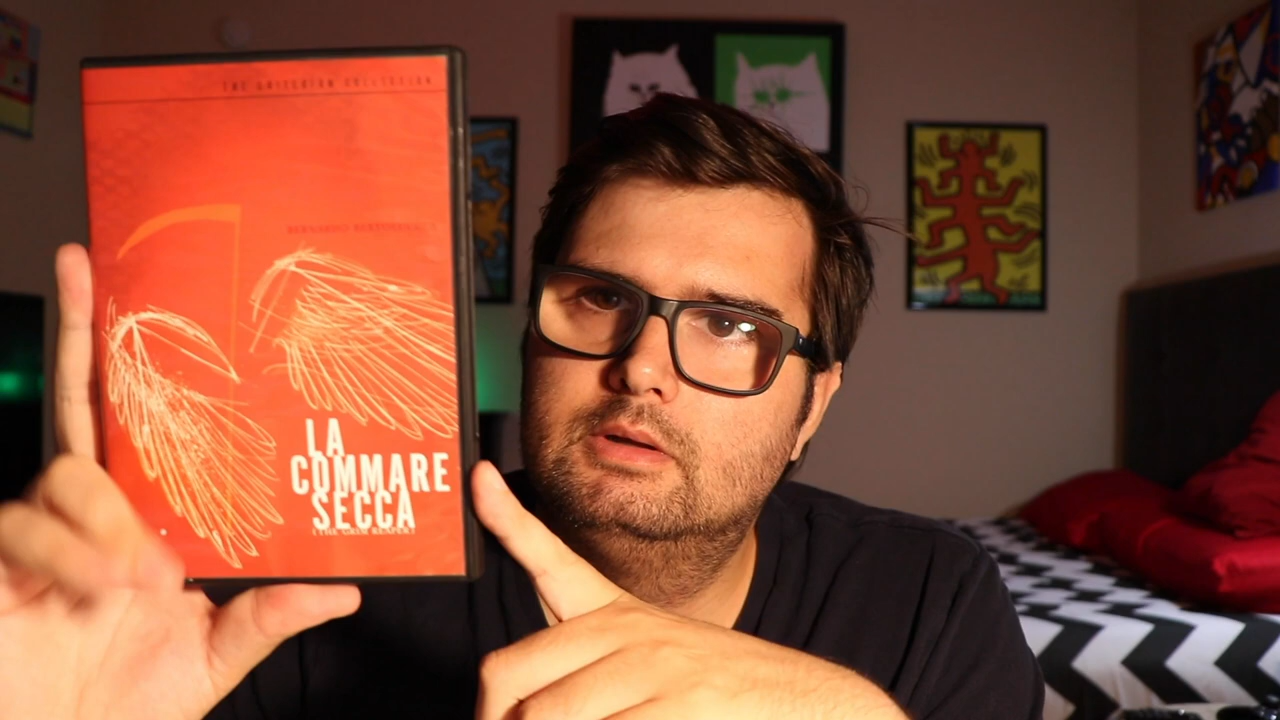 THE CRITERION COLLECTION
BERNARDO BERTOLUCCI'S
LA
COMMARE
SECCA
(THE GRIM REAPER)